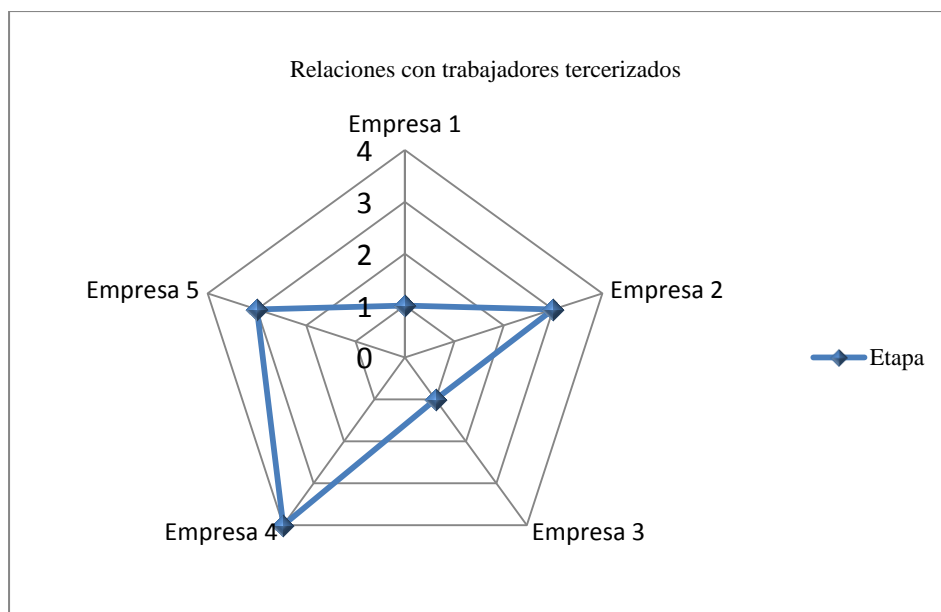 Relaciones con trabajadores tercerizados
Empresa 1
4
3
2
1
0
Empresa 2
Empresa 3
Empresa 4
Empresa 5
Etapa